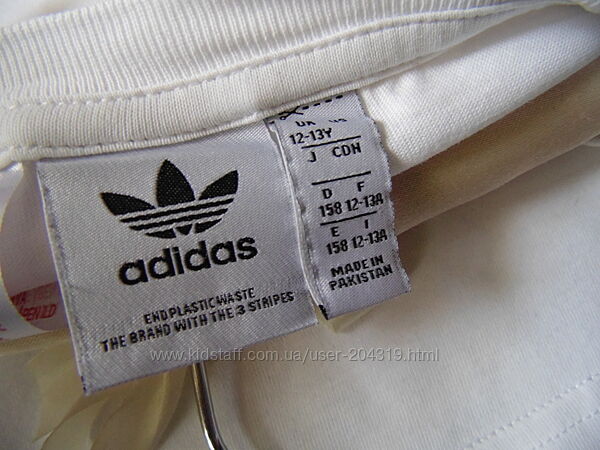 adidas
END PLASTIC WASTE
THE BRAND WITH THE 3 STRIPES
12-13Y
J CDN
D F
158 12-13A
E I
158 12-13A
MADE IN
PAKISTAN
www.kidstaff.com.ua/user-204319.html